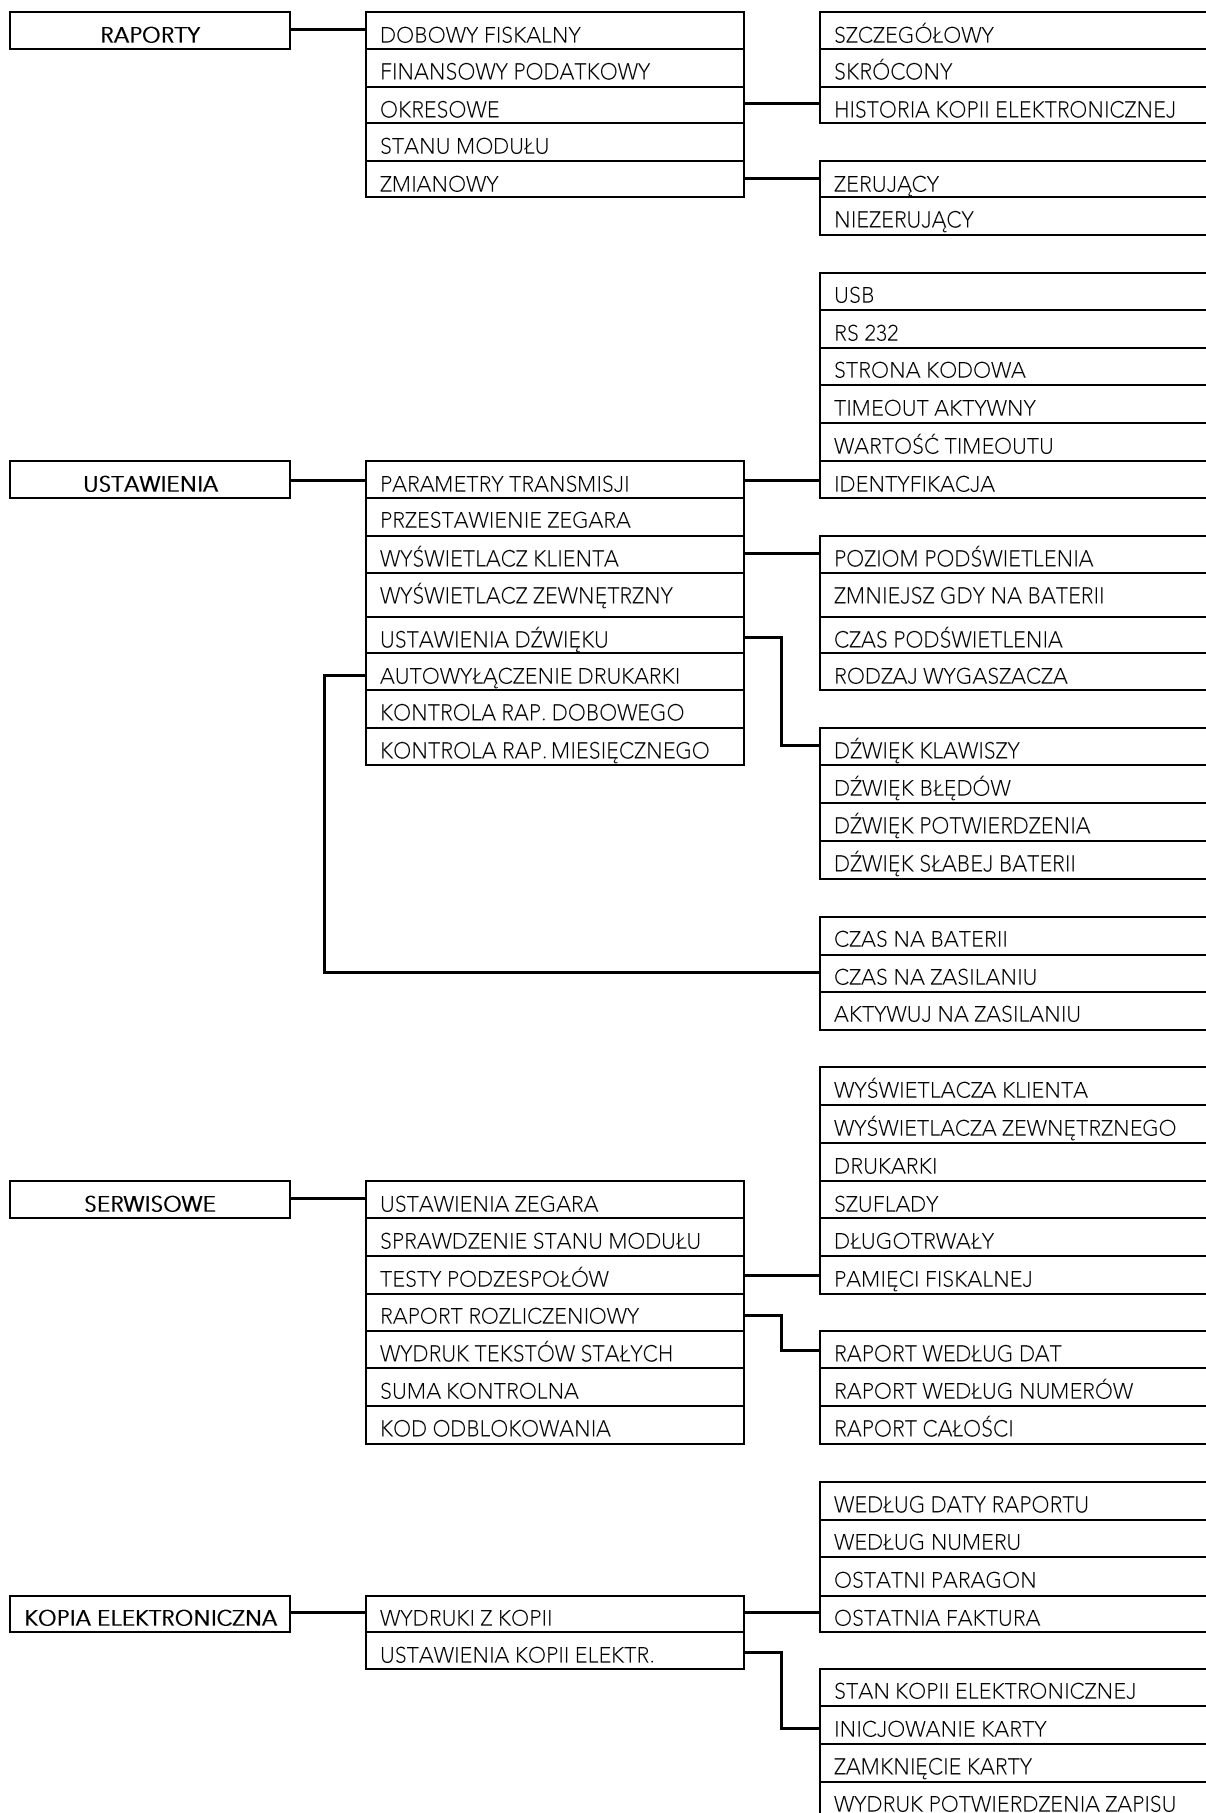 RAPORTY
DOBOWY FISKALNY
FINANSOWY PODATKOWY
OKRESOWE
STANU MODUŁU
ZMIANOWY
SZCZEGÓŁOWY
SKRÓCONY
HISTORIA KOPII ELEKTRONICZNEJ
ZERUJĄCY
NIEZERUJĄCY
USTAWIENIA
PARAMETRY TRANSMISJI
PRZESTAWIENIE ZEGARA
WYŚWIETLACZ KLIENTA
WYŚWIETLACZ ZEWNĘTRZNY
USTAWIENIA DŹWIĘKU
AUTOWYŁĄCZENIE DRUKARKI
KONTROLA RAP. DOBOWEGO
KONTROLA RAP. MIESIĘCZNEGO
USB
RS 232
STRONA KODOWA
TIMEOUT AKTYWNY
WARTOŚĆ TIMEOUTU
IDENTYFIKACJA
POZIOM PODŚWIETLENIA
ZMNIEJSZ GDY NA BATERII
CZAS PODŚWIETLENIA
RODZAJ WYGASZACZA
DŹWIĘK KLAWISZY
DŹWIĘK BŁĘDÓW
DŹWIĘK POTWIERDZENIA
DŹWIĘK SŁABEJ BATERII
CZAS NA BATERII
CZAS NA ZASILANIU
AKTYWUJ NA ZASILANIU
SERWISOWE
USTAWIENIA ZEGARA
SPRAWDZENIE STANU MODUŁU
TESTY PODZESPOŁÓW
RAPORT ROZLICZENIOWY
WYDRUK TEKSTÓW STAŁYCH
SUMA KONTROLNA
KOD ODBLOKOWANIA
WYŚWIETLACZA KLIENTA
WYŚWIETLACZA ZEWNĘTRZNEGO
DRUKARKI
SZUFLADY
DŁUGOTRWAŁY
PAMIĘCI FISKALNEJ
RAPORT WEDŁUG DAT
RAPORT WEDŁUG NUMERÓW
RAPORT CAŁOŚCI
KOPIA ELEKTRONICZNA
WYDRUKI Z KOPII
USTAWIENIA KOPII ELEKTR.
WEDŁUG DATY RAPORTU
WEDŁUG NUMERU
OSTATNI PARAGON
OSTATNIA FAKTURA
STAN KOPII ELEKTRONICZNEJ
INICJOWANIE KARTY
ZAMKNIĘCIE KARTY
WYDRUK POTWIERDZENIA ZAPISU